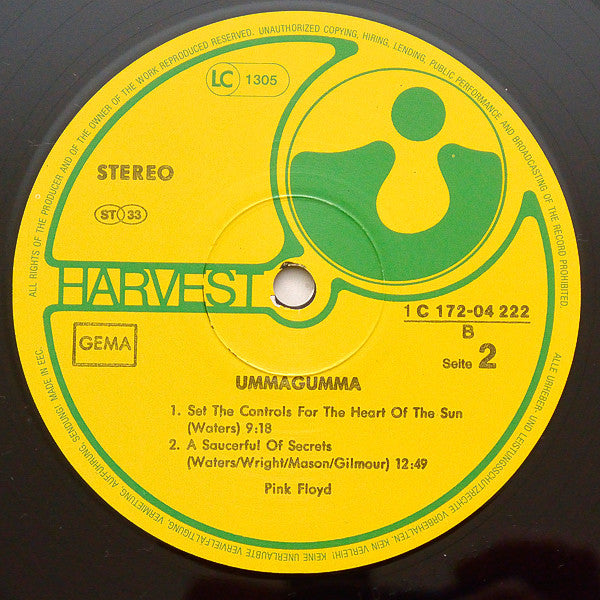 ALL RIGHTS OF THE PRODUCER AND OF THE OWNER OF THE WORK REPRODUCED RESERVED. UNAUTHORIZED COPYING, HIRING, LENDING, PUBLIC PERFORMANCE AND BROADCASTING OF THE RECORD PROHIBITED.
LC 1305
STEREO
ST 33
HARVEST
1 C 172-04 222
B
GEMA
Seite 2
UMMAGUMMA
1. Set The Controls For The Heart Of The Sun
(Waters) 9:18
2. A Saucerful Of Secrets
(Waters/Wright/Mason/Gilmour) 12:49
Pink Floyd
ALLE URHEBER- UND LEISTUNGSSCHUTZRECHTE VORBEHALTEN. KEIN VERLEIH! KEINE UNERLAUBTE VERVIELFÄLTIGUNG, VERMIETUNG, AUFFÜHRUNG, SENDUNG! MADE IN EEC.